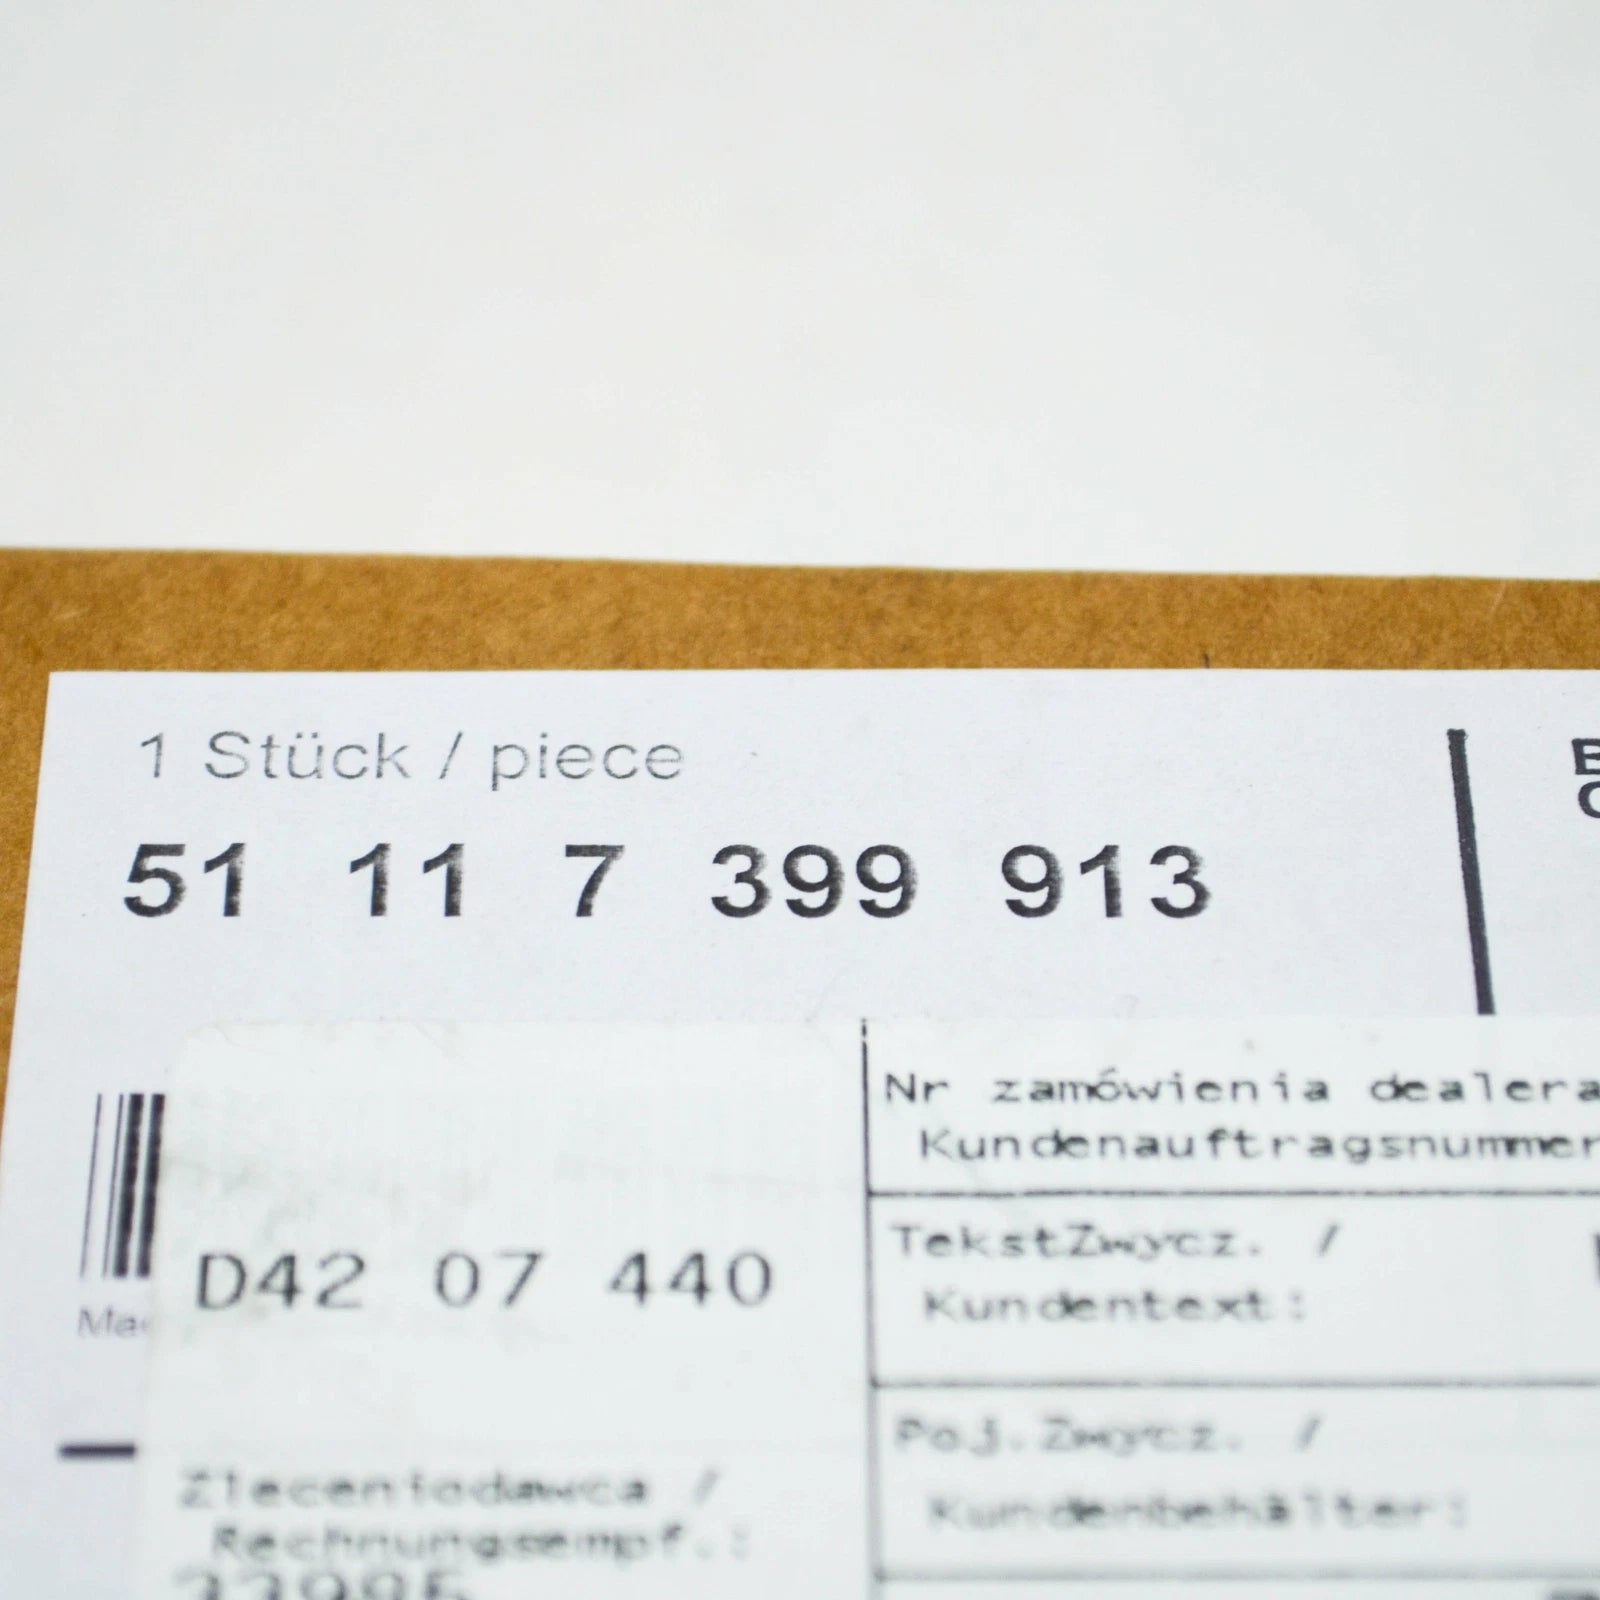 1 Stück / piece
51 11 7 399 913
D42 07 440
Nr zamówienia dealera
Kundenauftragsnummer
TekstZwycz. /
Kundentext:
Poj.Zwycz. /
Kundenbehälter:
Zleceniodawca /
Rechnungsempf.: